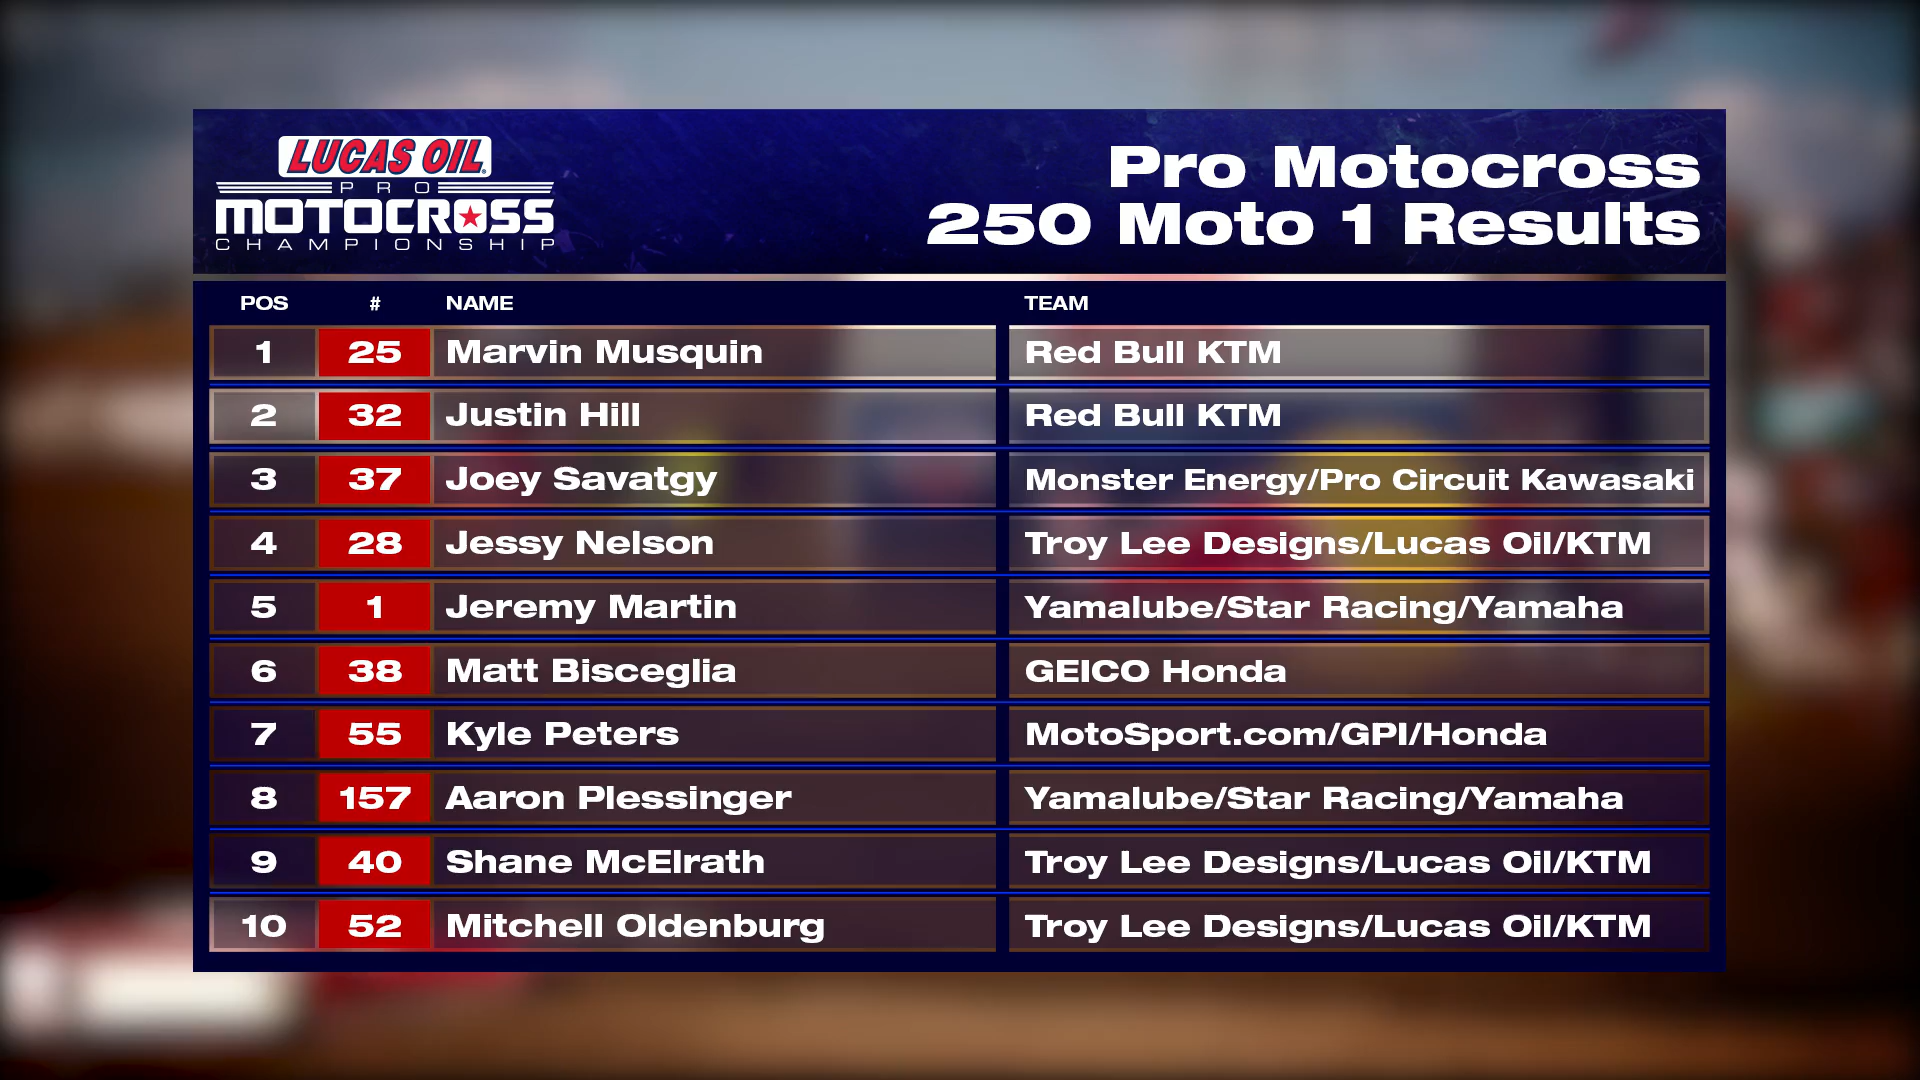 LUCAS OIL
PRO
MOTOCROSS
CHAMPIONSHIP
Pro Motocross
250 Moto 1 Results
POS # NAME TEAM
1 25 Marvin Musquin Red Bull KTM
2 32 Justin Hill Red Bull KTM
3 37 Joey Savatgy Monster Energy/Pro Circuit Kawasaki
4 28 Jessy Nelson Troy Lee Designs/Lucas Oil/KTM
5 1 Jeremy Martin Yamalube/Star Racing/Yamaha
6 38 Matt Bisceglia GEICO Honda
7 55 Kyle Peters MotoSport.com/GPI/Honda
8 157 Aaron Plessinger Yamalube/Star Racing/Yamaha
9 40 Shane McElrath Troy Lee Designs/Lucas Oil/KTM
10 52 Mitchell Oldenburg Troy Lee Designs/Lucas Oil/KTM